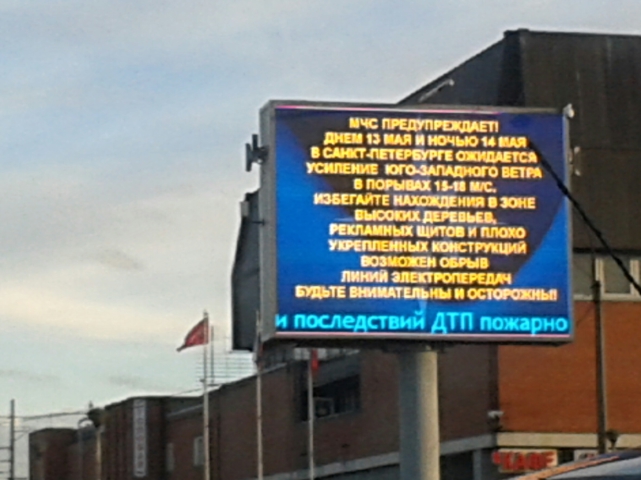 МЧС ПРЕДУПРЕЖДАЕТ!
ДНЕМ 13 МАЯ И НОЧЬЮ 14 МАЯ
В САНКТ-ПЕТЕРБУРГЕ ОЖИДАЕТСЯ
УСИЛЕНИЕ ЮГО-ЗАПАДНОГО ВЕТРА
В ПОРЫВАХ 15-18 М/С.
ИЗБЕГАЙТЕ НАХОЖДЕНИЯ В ЗОНЕ
ВЫСОКИХ ДЕРЕВЬЕВ,
РЕКЛАМНЫХ ЩИТОВ И ПЛОХО
УКРЕПЛЕННЫХ КОНСТРУКЦИЙ
ВОЗМОЖЕН ОБРЫВ
ЛИНИЙ ЭЛЕКТРОПЕРЕДАЧ
БУДЬТЕ ВНИМАТЕЛЬНЫ И ОСТОРОЖНЫ!
и последствий ДТП пожарно
КАФЕ